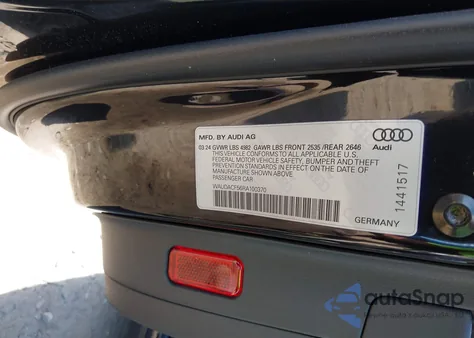 MFD. BY AUDI AG
03.24 GVWR LBS 4982 GAWR LBS FRONT 2535 /REAR 2646
THIS VEHICLE CONFORMS TO ALL APPLICABLE U.S.
FEDERAL MOTOR VEHICLE SAFETY, BUMPER AND THEFT
PREVENTION STANDARDS IN EFFECT ON THE DATE OF
MANUFACTURE SHOWN ABOVE.
PASSENGER CAR
WAUDACF56RA100370
Audi
1441517
GERMANY
autoSnap